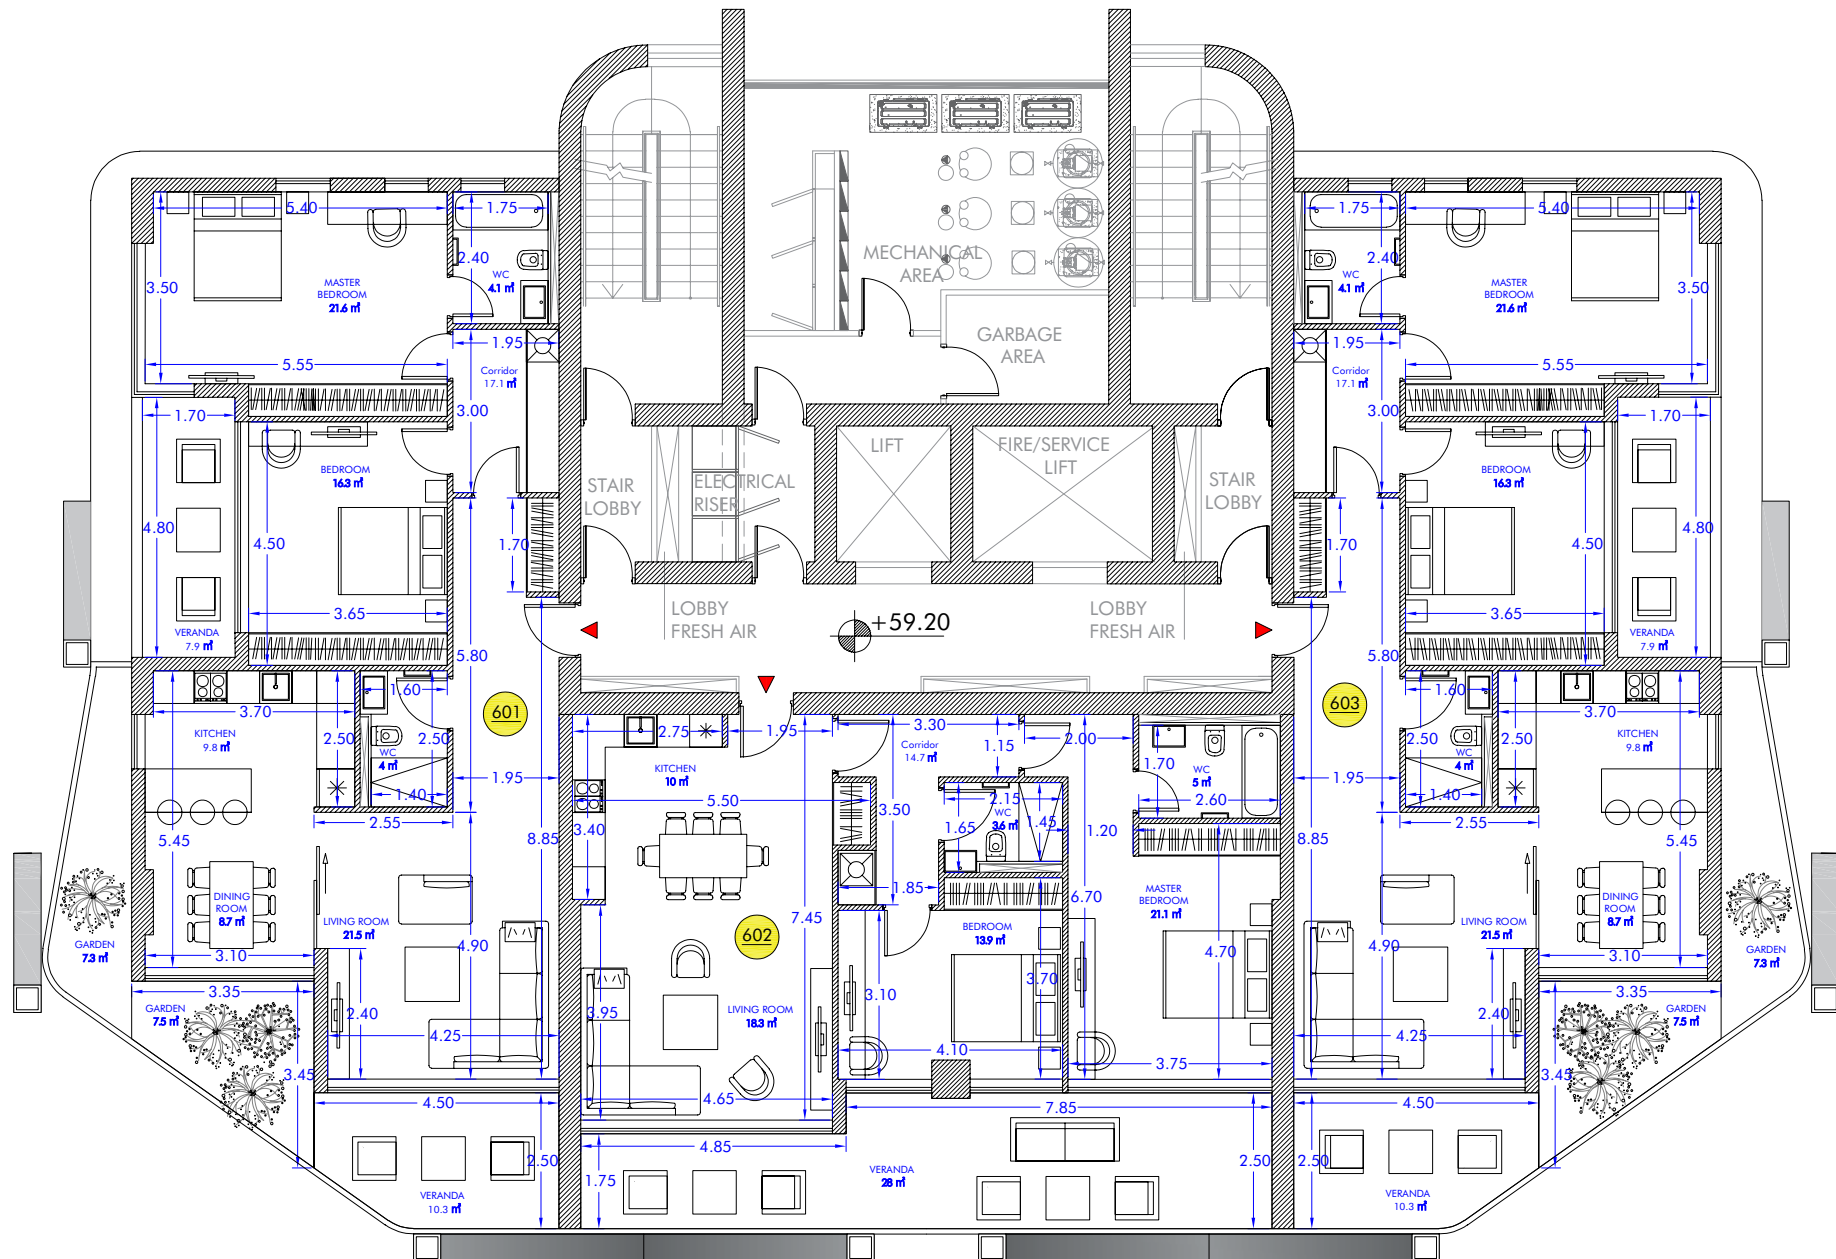 5.40
1.75
2.40
WC
4.1 m²
3.50
MASTER
BEDROOM
21.6 m²
5.55
1.95
Corridor
17.1 m²
3.00
1.70
BEDROOM
16.3 m²
4.80
4.50
1.70
3.65
VERANDA
7.9 m²
5.80
1.60
3.70
601
KITCHEN
9.8 m²
2.50
2.50
WC
4 m²
1.95
1.40
2.55
5.45
8.85
DINING
ROOM
8.7 m²
LIVING ROOM
21.5 m²
GARDEN
7.3 m²
4.90
3.10
3.35
GARDEN
7.5 m²
2.40
4.25
3.45
4.50
2.50
VERANDA
10.3 m²
MECHANICAL
AREA
GARBAGE
AREA
LIFT
FIRE/SERVICE
LIFT
STAIR
LOBBY
ELECTRICAL
RISER
STAIR
LOBBY
LOBBY
FRESH AIR
+59.20
LOBBY
FRESH AIR
2.75
1.95
3.30
2.00
1.15
Corridor
14.7 m²
KITCHEN
10 m²
5.50
3.50
2.15
1.70
WC
5 m²
2.60
3.40
1.65
WC
3.6 m²
1.45
1.20
1.85
6.70
MASTER
BEDROOM
21.1 m²
7.45
602
BEDROOM
13.9 m²
4.70
3.70
3.10
3.95
LIVING ROOM
18.3 m²
4.10
3.75
4.65
7.85
4.85
1.75
VERANDA
28 m²
2.50
1.75
5.40
2.40
WC
4.1 m²
MASTER
BEDROOM
21.6 m²
3.50
1.95
5.55
Corridor
17.1 m²
3.00
1.70
BEDROOM
16.3 m²
4.80
4.50
1.70
3.65
VERANDA
7.9 m²
5.80
1.60
3.70
603
KITCHEN
9.8 m²
2.50
2.50
WC
4 m²
1.95
1.40
2.55
8.85
5.45
DINING
ROOM
8.7 m²
LIVING ROOM
21.5 m²
GARDEN
7.3 m²
4.90
3.10
3.35
GARDEN
7.5 m²
2.40
4.25
3.45
4.50
2.50
VERANDA
10.3 m²